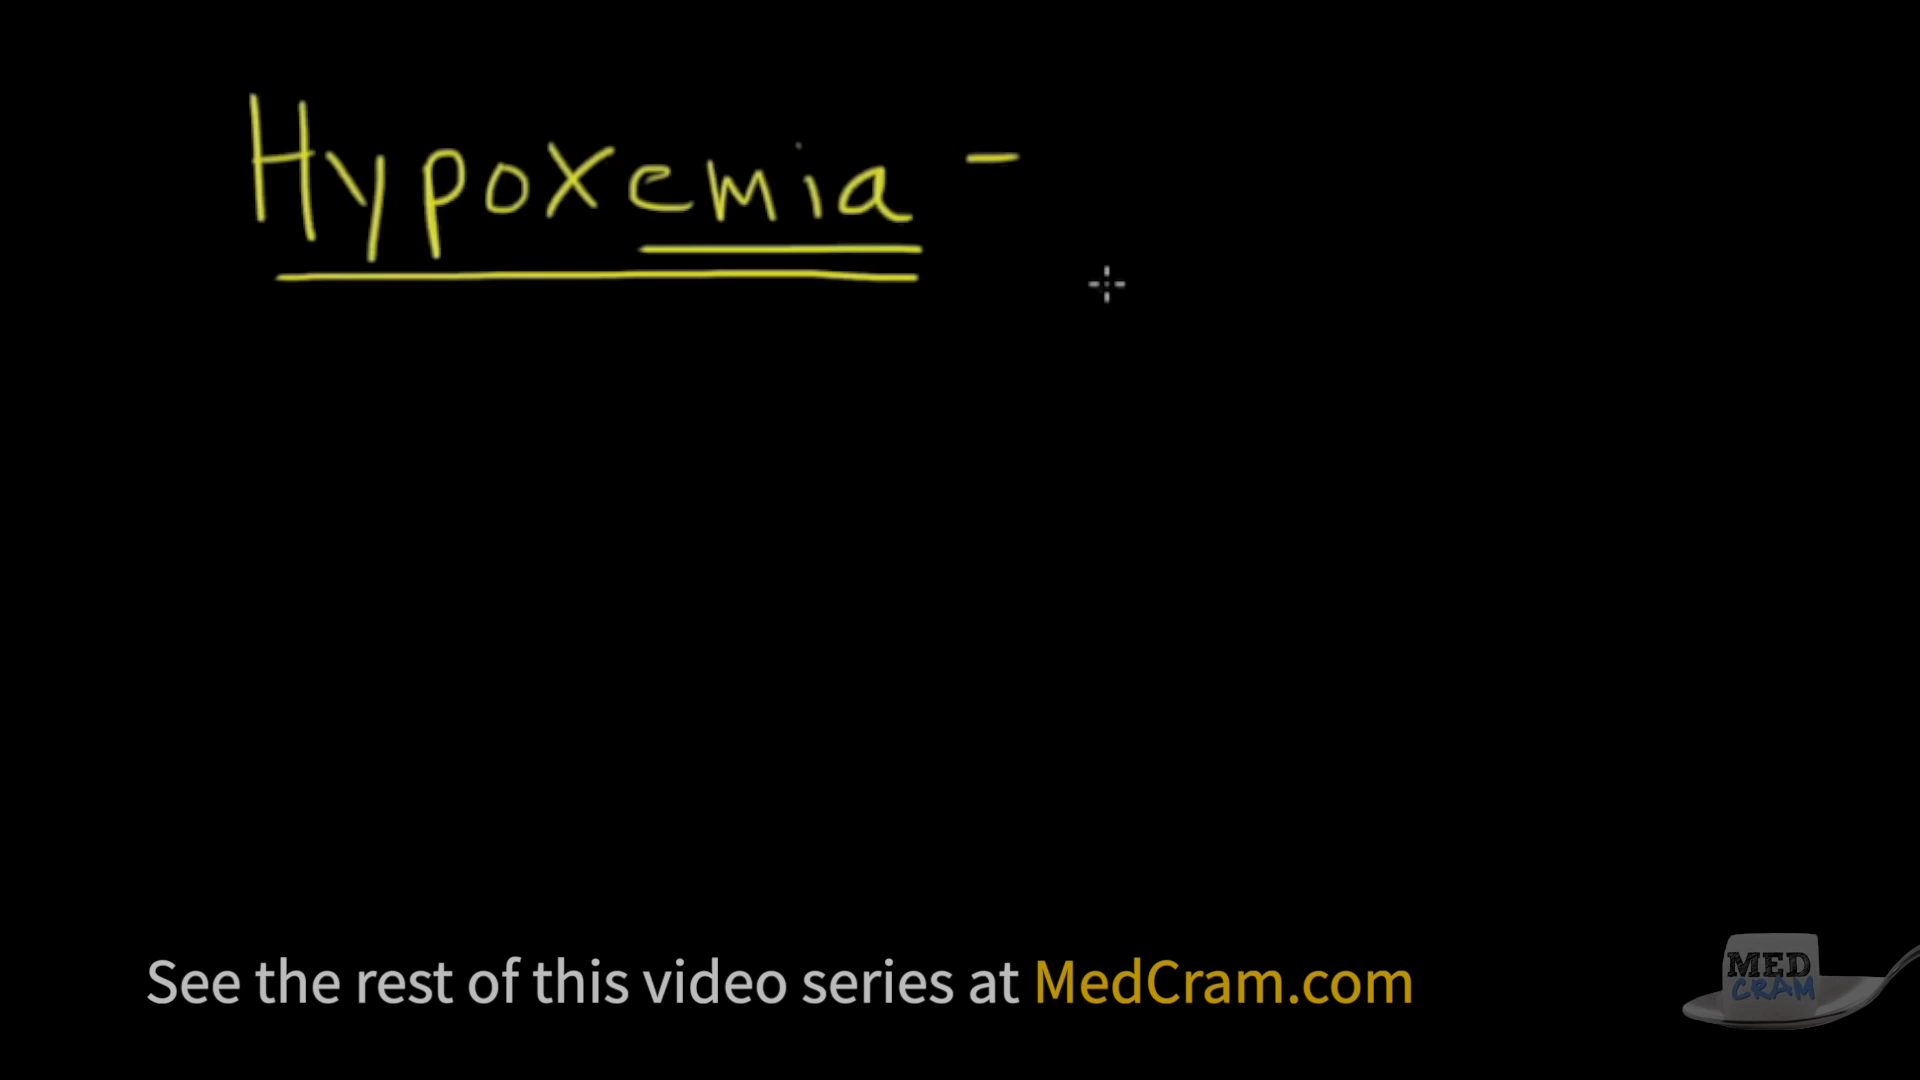 Hypoxemia -
See the rest of this video series at MedCram.com
MED
CRAM